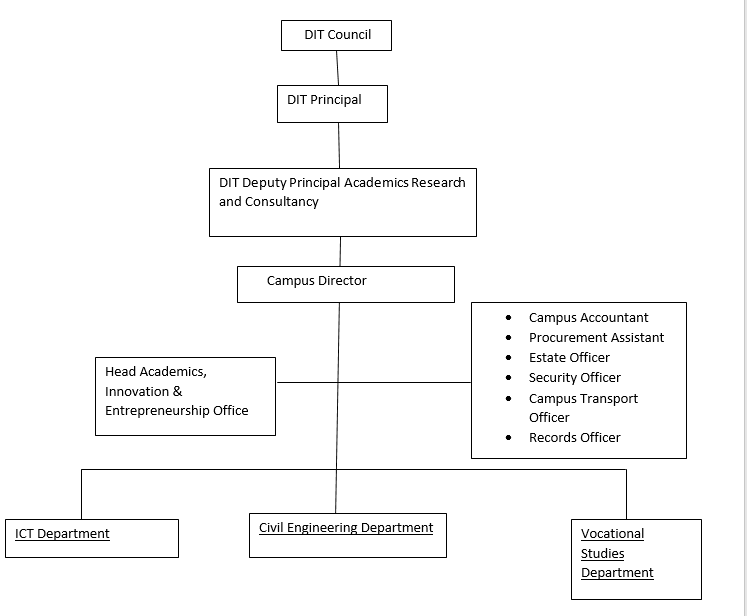 DIT Council
DIT Principal
DIT Deputy Principal Academics Research
and Consultancy
Campus Director
• Campus Accountant
• Procurement Assistant
• Estate Officer
• Security Officer
• Campus Transport
Officer
• Records Officer
Head Academics,
Innovation &
Entrepreneurship Office
ICT Department
Civil Engineering Department
Vocational
Studies
Department